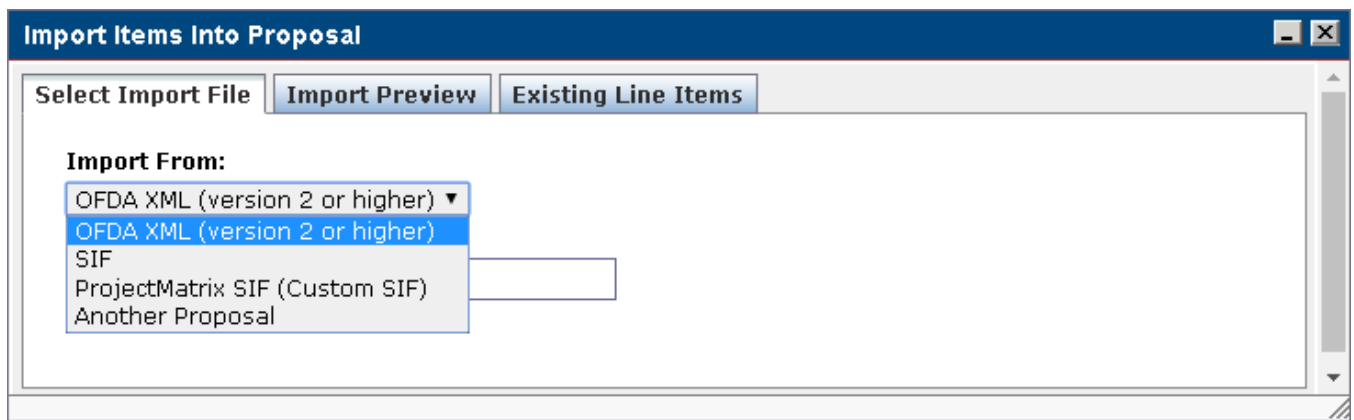 Import Items Into Proposal
Select Import File Import Preview Existing Line Items
Import From:
OFDA XML (version 2 or higher)
OFDA XML (version 2 or higher)
SIF
ProjectMatrix SIF (Custom SIF)
Another Proposal